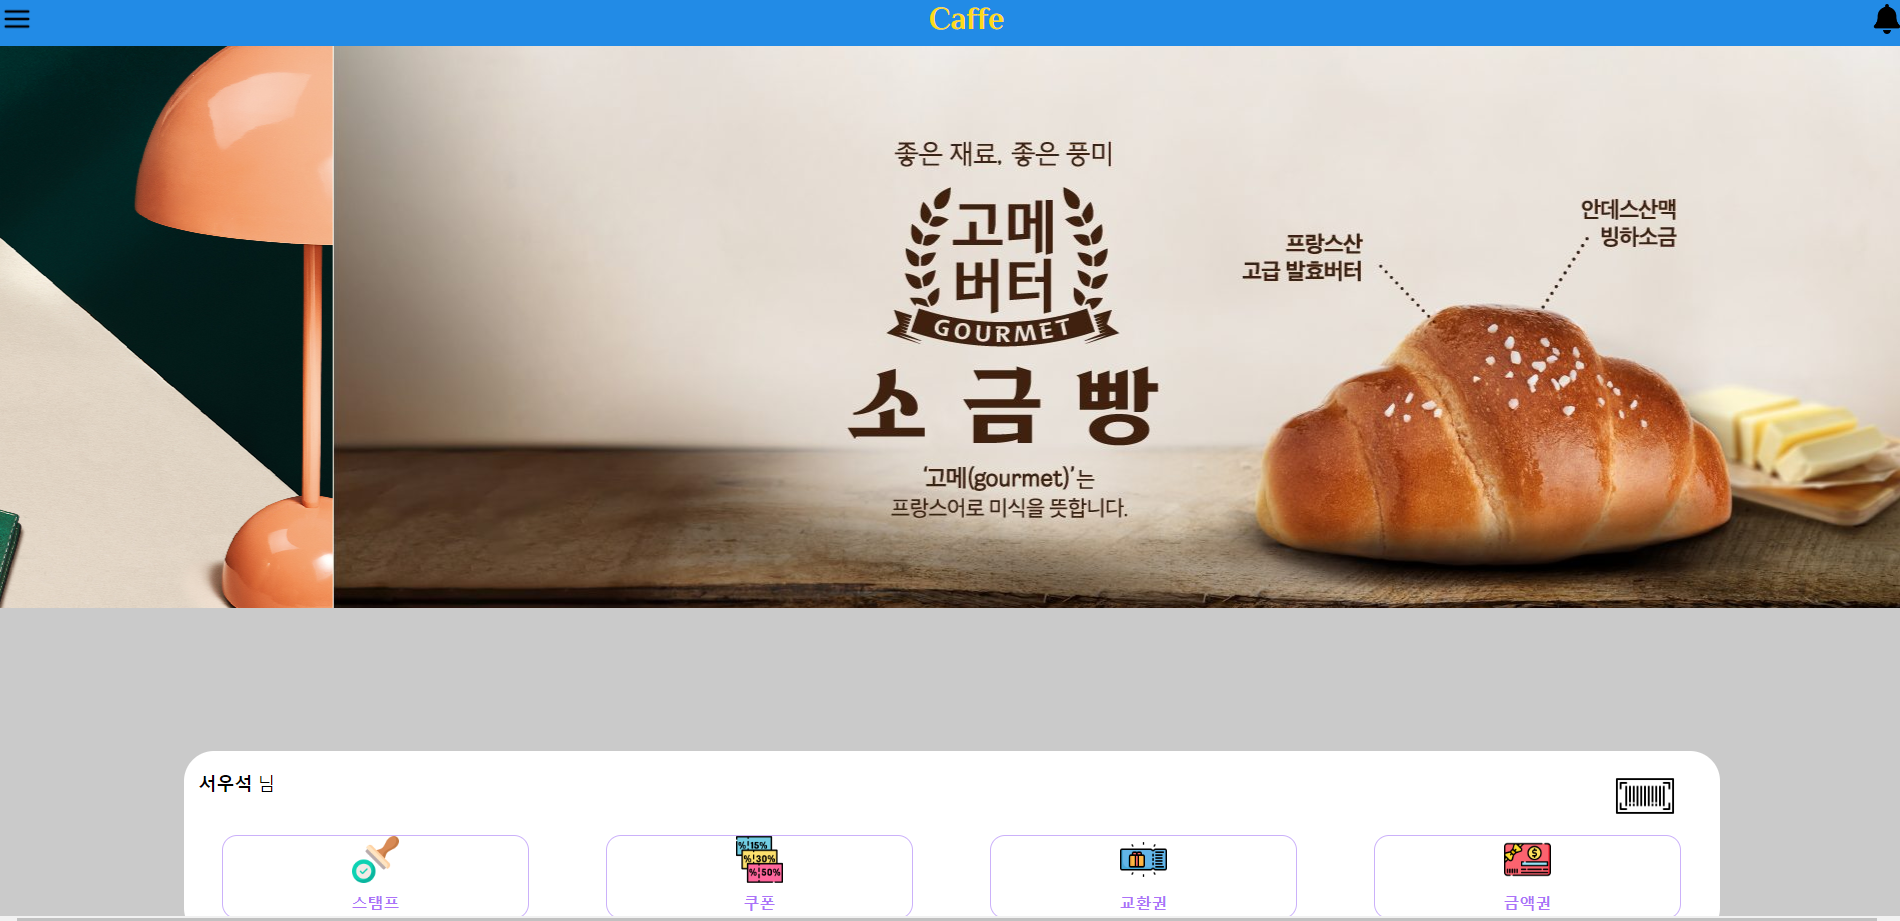 Caffe
좋은 재료, 좋은 풍미
고메
버터
GOURMET
소금빵
'고메(gourmet)'는
프랑스어로 미식을 뜻합니다.
프랑스산
고급 발효버터
안데스산맥
빙하소금
서우석 님
%15%
%30%
%50%
$
스탬프
쿠폰
교환권
금액권